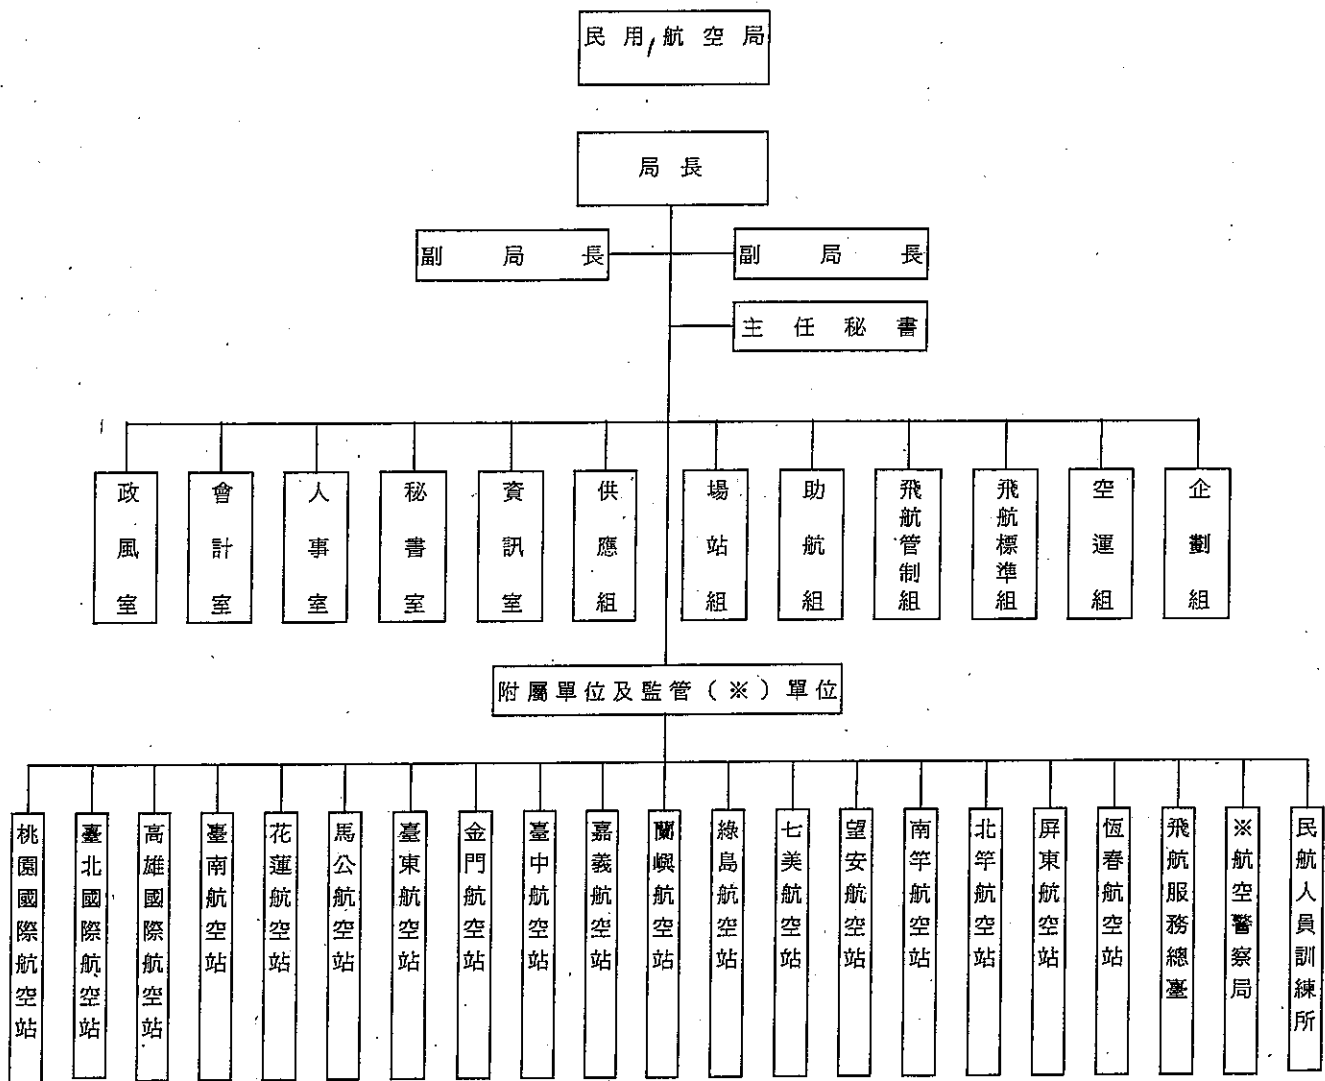 民用航空局
局長
副局長
副局長
主任秘書
政風室
會計室
人事室
秘書室
資訊室
供應組
場站組
助航組
飛航管制組
飛航標準組
空運組
企劃組
附屬單位及監管（※）單位
桃園國際航空站
臺北國際航空站
高雄國際航空站
臺南航空站
花蓮航空站
馬公航空站
臺東航空站
金門航空站
臺中航空站
嘉義航空站
蘭嶼航空站
綠島航空站
七美航空站
望安航空站
南竿航空站
北竿航空站
屏東航空站
恆春航空站
飛航服務總臺
※航空警察局
民航人員訓練所